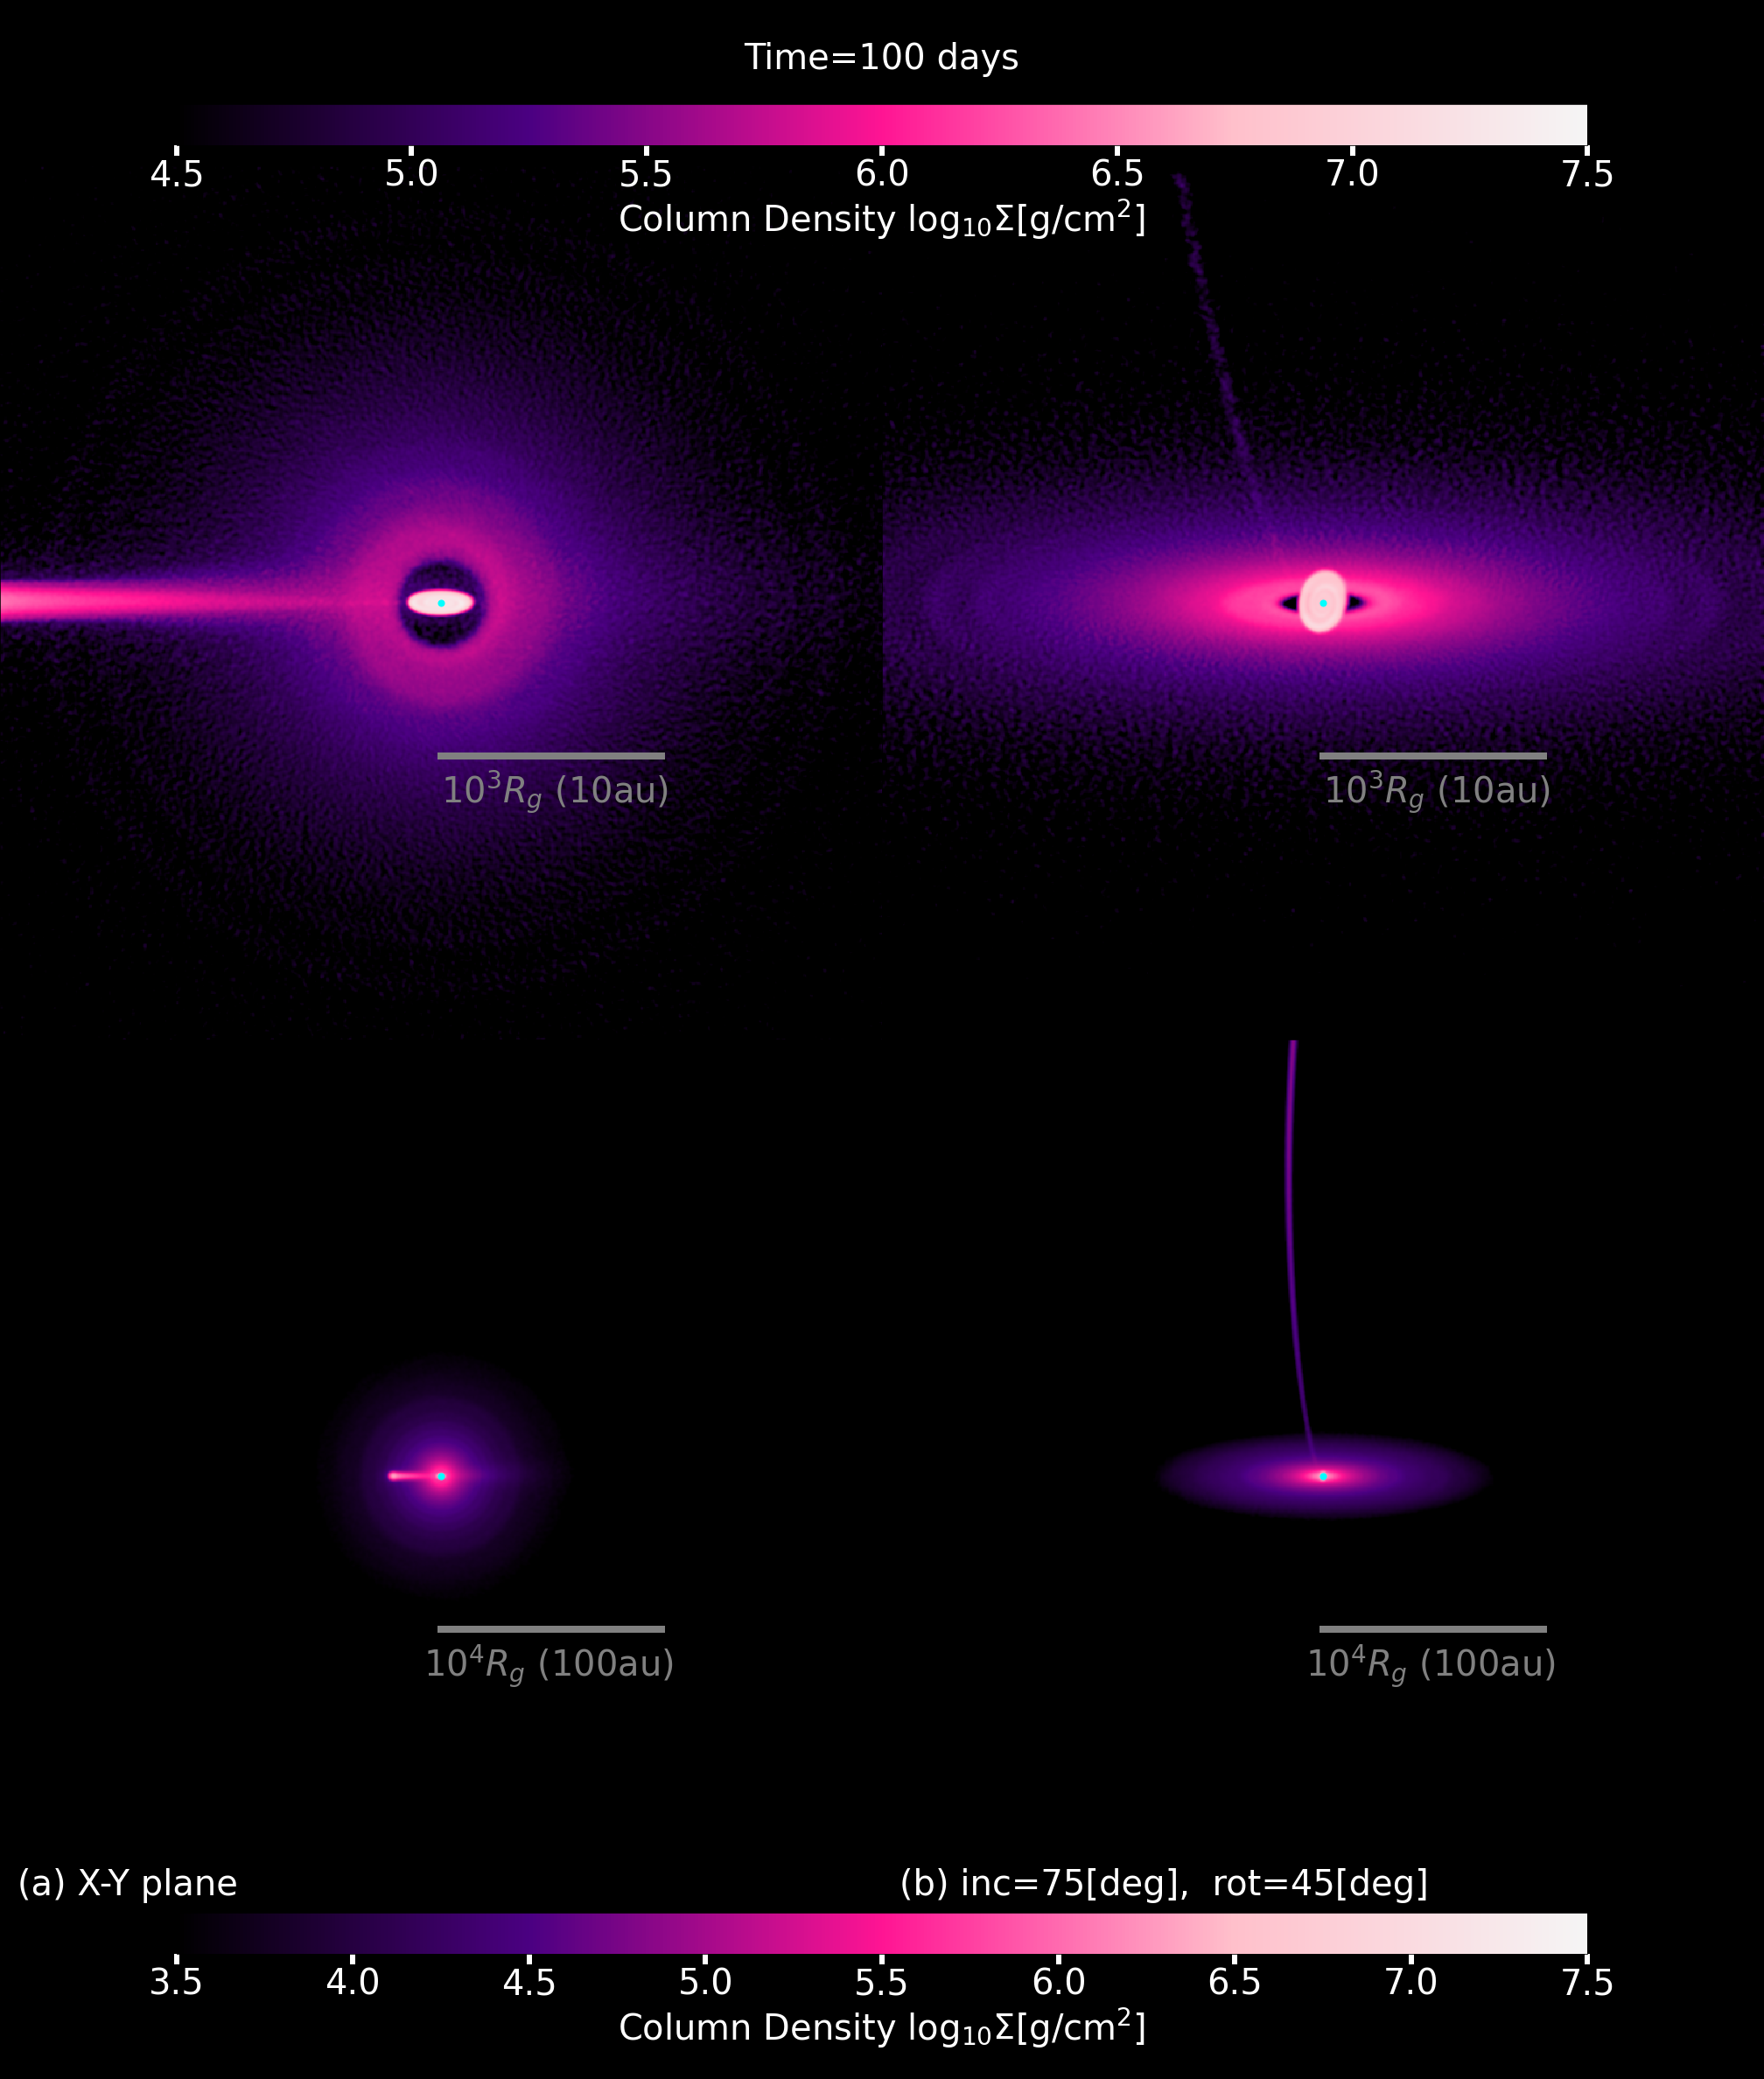 Time=100 days
4.5 5.0 5.5 6.0 6.5 7.0 7.5
Column Density log₁₀Σ[g/cm²]
10³R_g (10au) 10³R_g (10au)
10⁴R_g (100au) 10⁴R_g (100au)
(a) X-Y plane (b) inc=75[deg],  rot=45[deg]
3.5 4.0 4.5 5.0 5.5 6.0 6.5 7.0 7.5
Column Density log₁₀Σ[g/cm²]